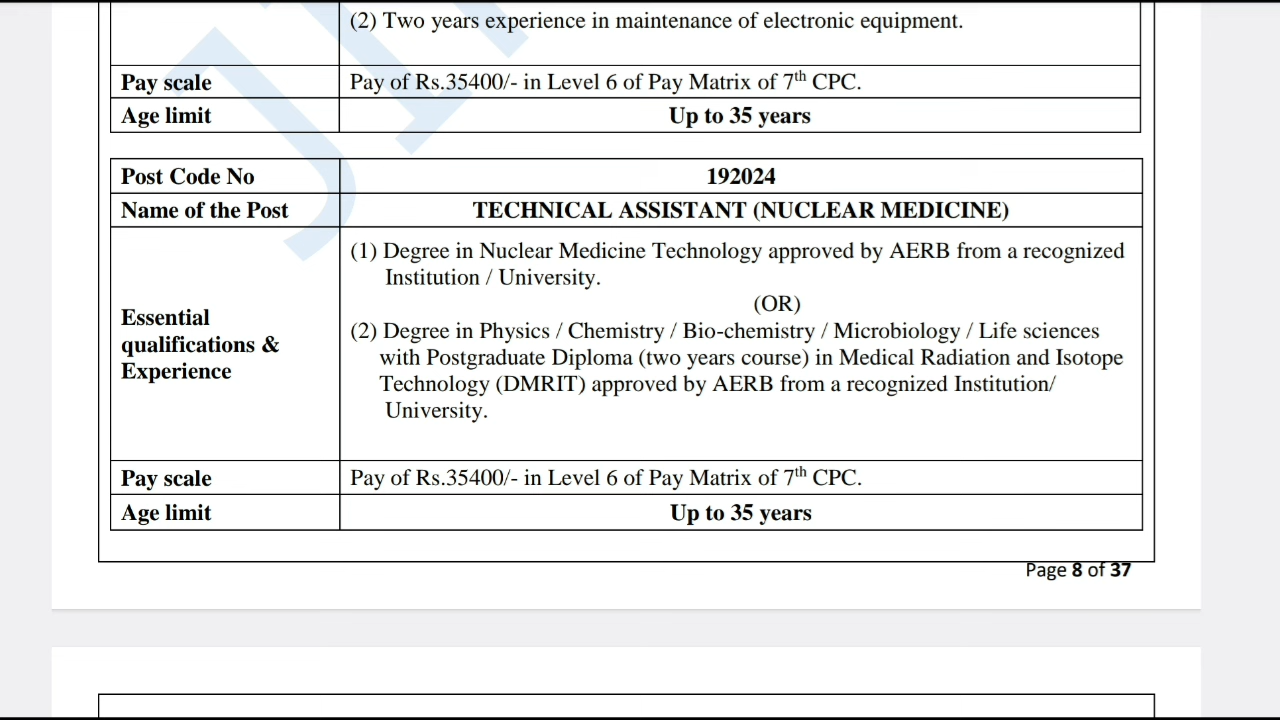 (2) Two years experience in maintenance of electronic equipment.
Pay scale Pay of Rs.35400/- in Level 6 of Pay Matrix of 7th CPC.
Age limit Up to 35 years
Post Code No 192024
Name of the Post TECHNICAL ASSISTANT (NUCLEAR MEDICINE)
Essential qualifications & Experience
(1) Degree in Nuclear Medicine Technology approved by AERB from a recognized
Institution / University.
(OR)
(2) Degree in Physics / Chemistry / Bio-chemistry / Microbiology / Life sciences
with Postgraduate Diploma (two years course) in Medical Radiation and Isotope
Technology (DMRIT) approved by AERB from a recognized Institution/
University.
Pay scale Pay of Rs.35400/- in Level 6 of Pay Matrix of 7th CPC.
Age limit Up to 35 years
Page 8 of 37